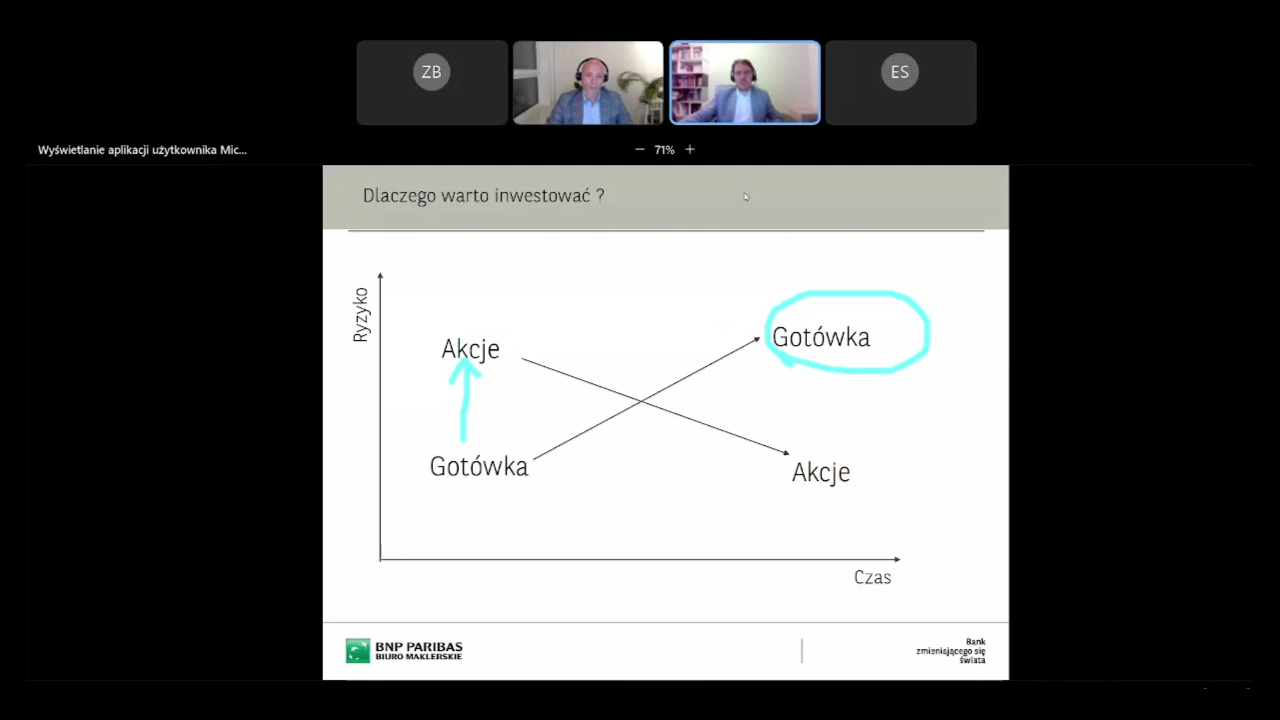 ZB
ES
Wyświetlanie aplikacji użytkownika Mic...
71%
Dlaczego warto inwestować ?
Ryzyko
Akcje
Gotówka
Gotówka
Akcje
Czas
BNP PARIBAS
BIURO MAKLERSKIE
Bank
zmieniającego się
świata